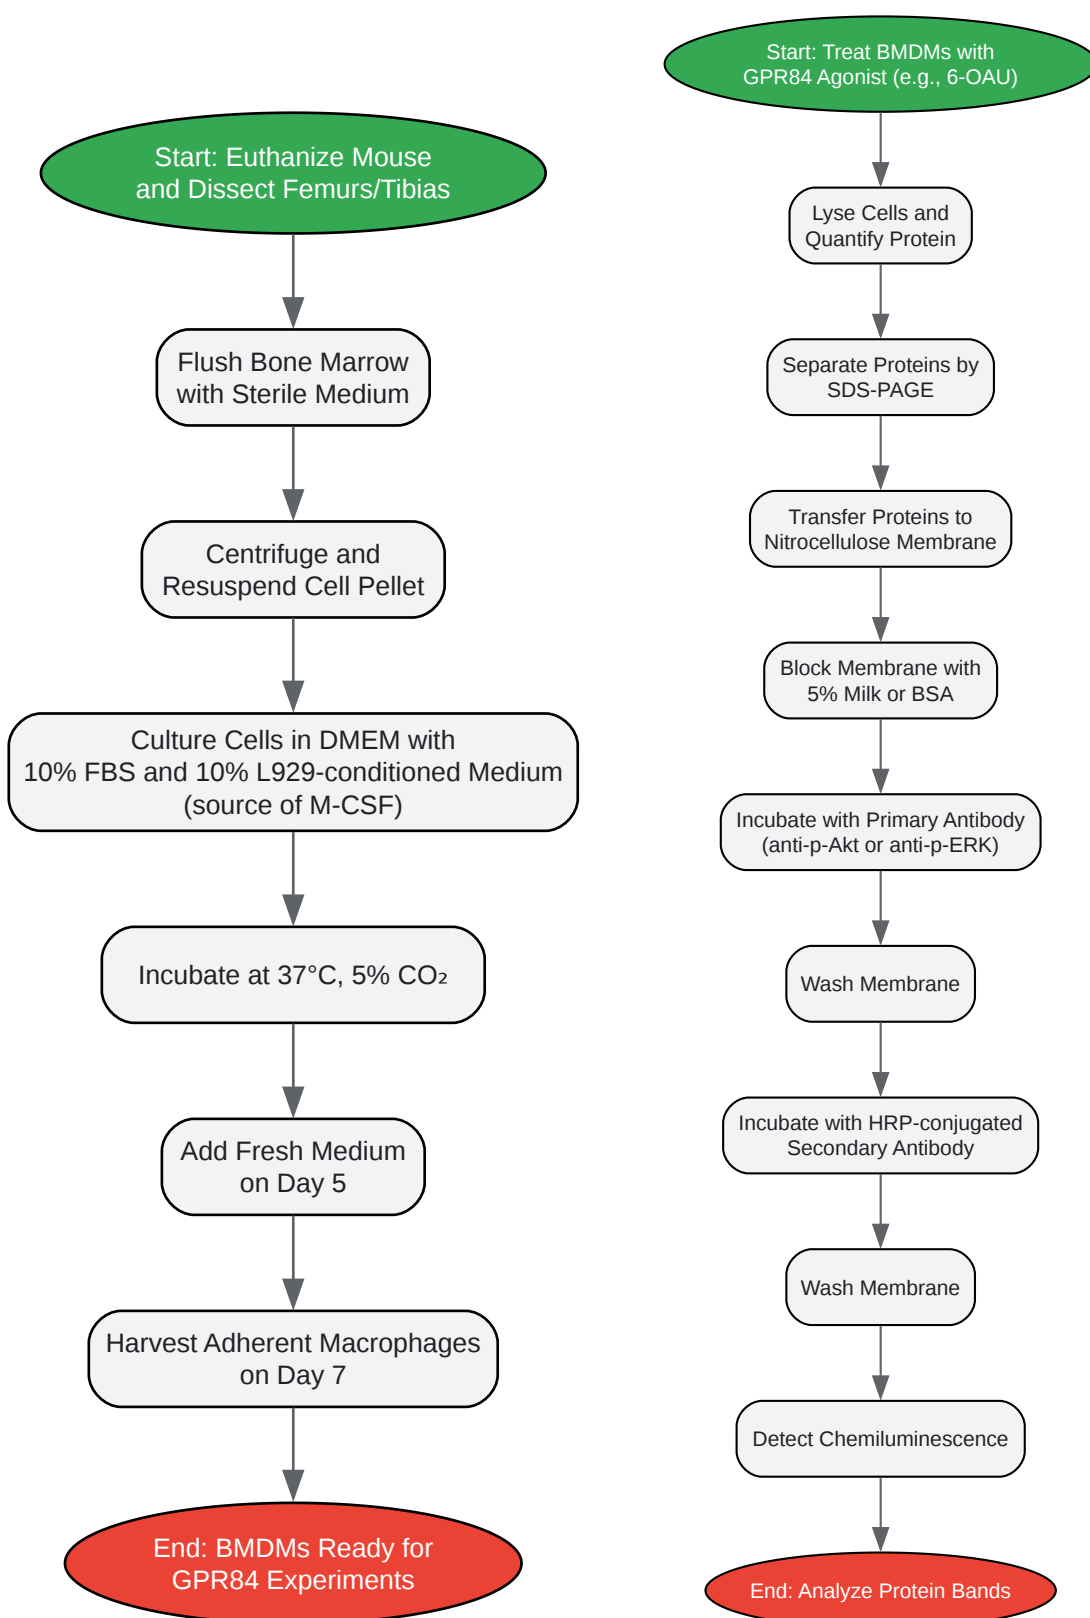 Start: Euthanize Mouse
and Dissect Femurs/Tibias
Flush Bone Marrow
with Sterile Medium
Centrifuge and
Resuspend Cell Pellet
Culture Cells in DMEM with
10% FBS and 10% L929-conditioned Medium
(source of M-CSF)
Incubate at 37°C, 5% CO₂
Add Fresh Medium
on Day 5
Harvest Adherent Macrophages
on Day 7
End: BMDMs Ready for
GPR84 Experiments
Start: Treat BMDMs with
GPR84 Agonist (e.g., 6-OAU)
Lyse Cells and
Quantify Protein
Separate Proteins by
SDS-PAGE
Transfer Proteins to
Nitrocellulose Membrane
Block Membrane with
5% Milk or BSA
Incubate with Primary Antibody
(anti-p-Akt or anti-p-ERK)
Wash Membrane
Incubate with HRP-conjugated
Secondary Antibody
Wash Membrane
Detect Chemiluminescence
End: Analyze Protein Bands